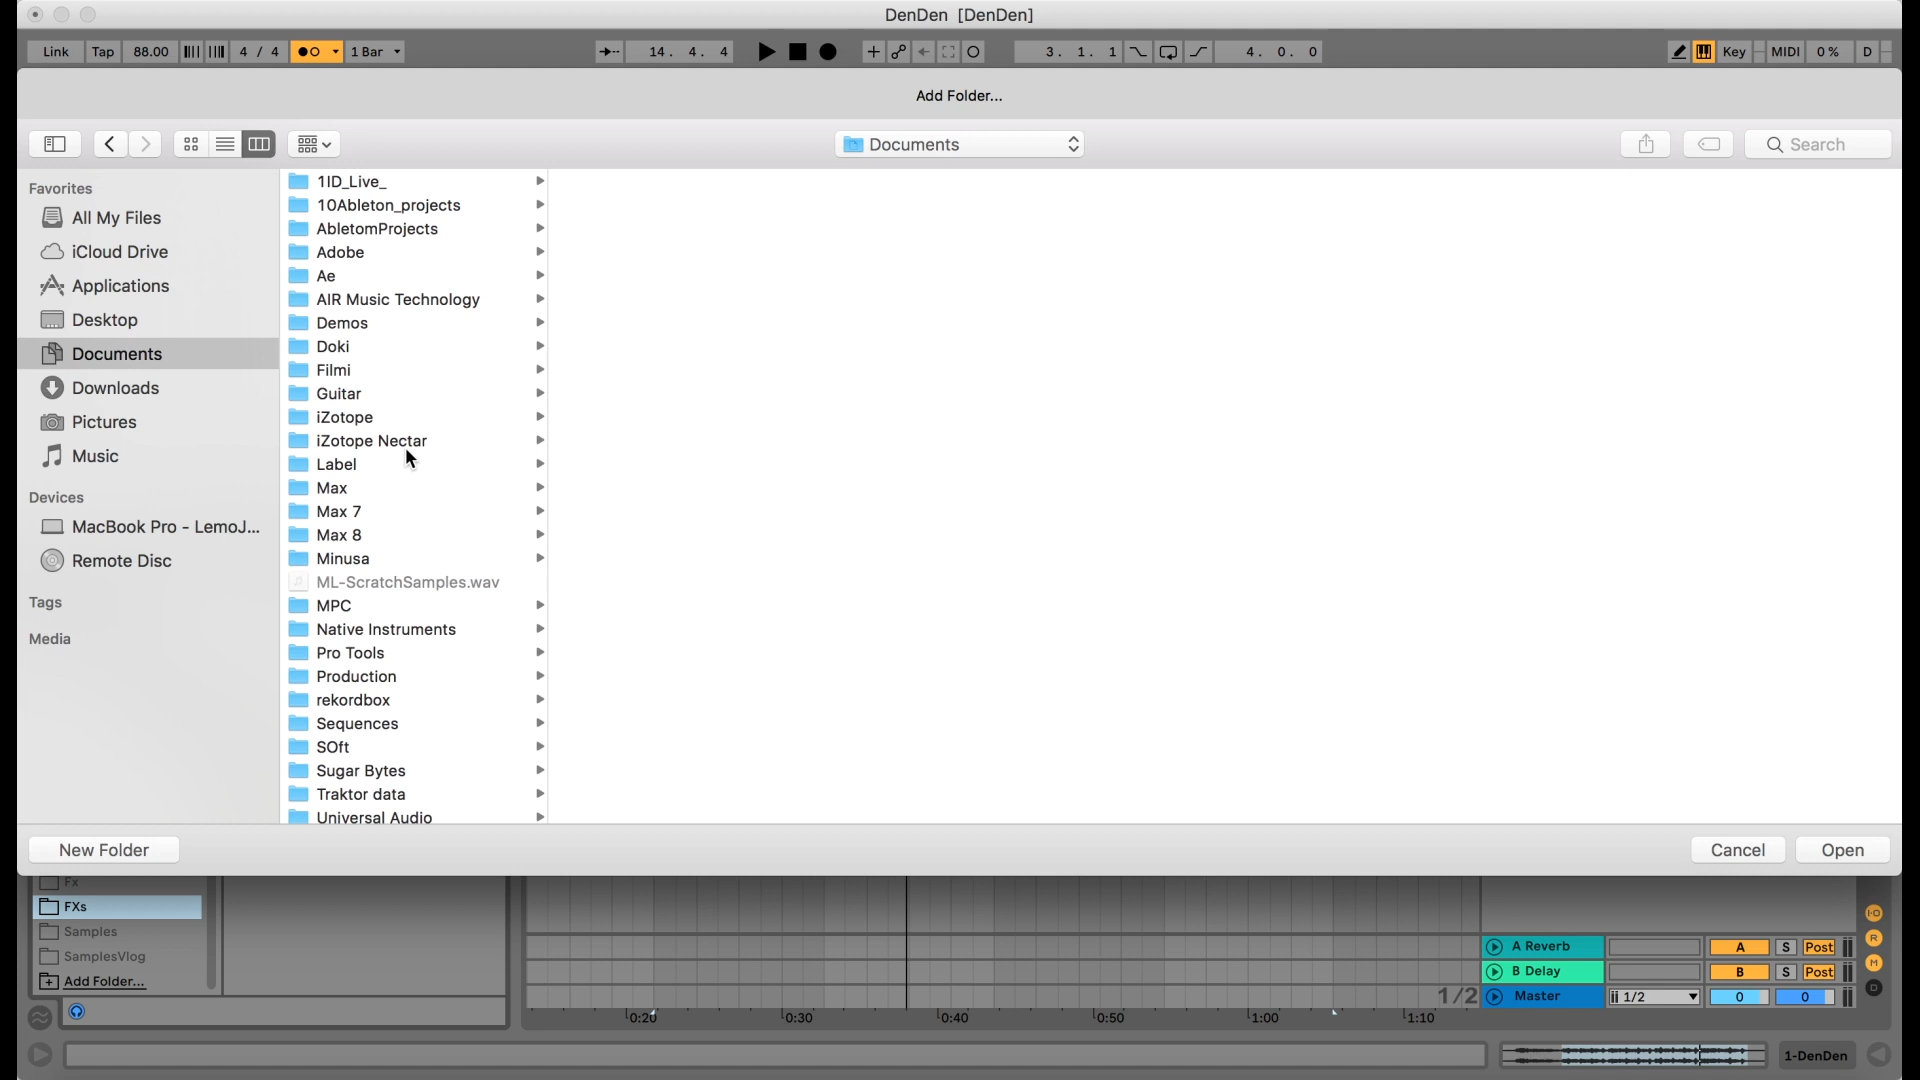 DenDen [DenDen]
Link Tap 88.00 4 / 4 1 Bar 14. 4. 4 3. 1. 1 4. 0. 0 Key MIDI 0 % D
Add Folder...
Documents
Search
Favorites
All My Files
iCloud Drive
Applications
Desktop
Documents
Downloads
Pictures
Music
Devices
MacBook Pro - LemoJ...
Remote Disc
Tags
Media
1ID_Live_
10Ableton_projects
AbletomProjects
Adobe
Ae
AIR Music Technology
Demos
Doki
Filmi
Guitar
iZotope
iZotope Nectar
Label
Max
Max 7
Max 8
Minusa
ML-ScratchSamples.wav
MPC
Native Instruments
Pro Tools
Production
rekordbox
Sequences
SOft
Sugar Bytes
Traktor data
Universal Audio
New Folder
Cancel
Open
Fx
FXs
Samples
SamplesVlog
Add Folder...
A Reverb A S Post
B Delay B S Post
1/2 Master 1/2 0 0
I·O
R
M
D
0:20 0:30 0:40 0:50 1:00 1:10
1-DenDen